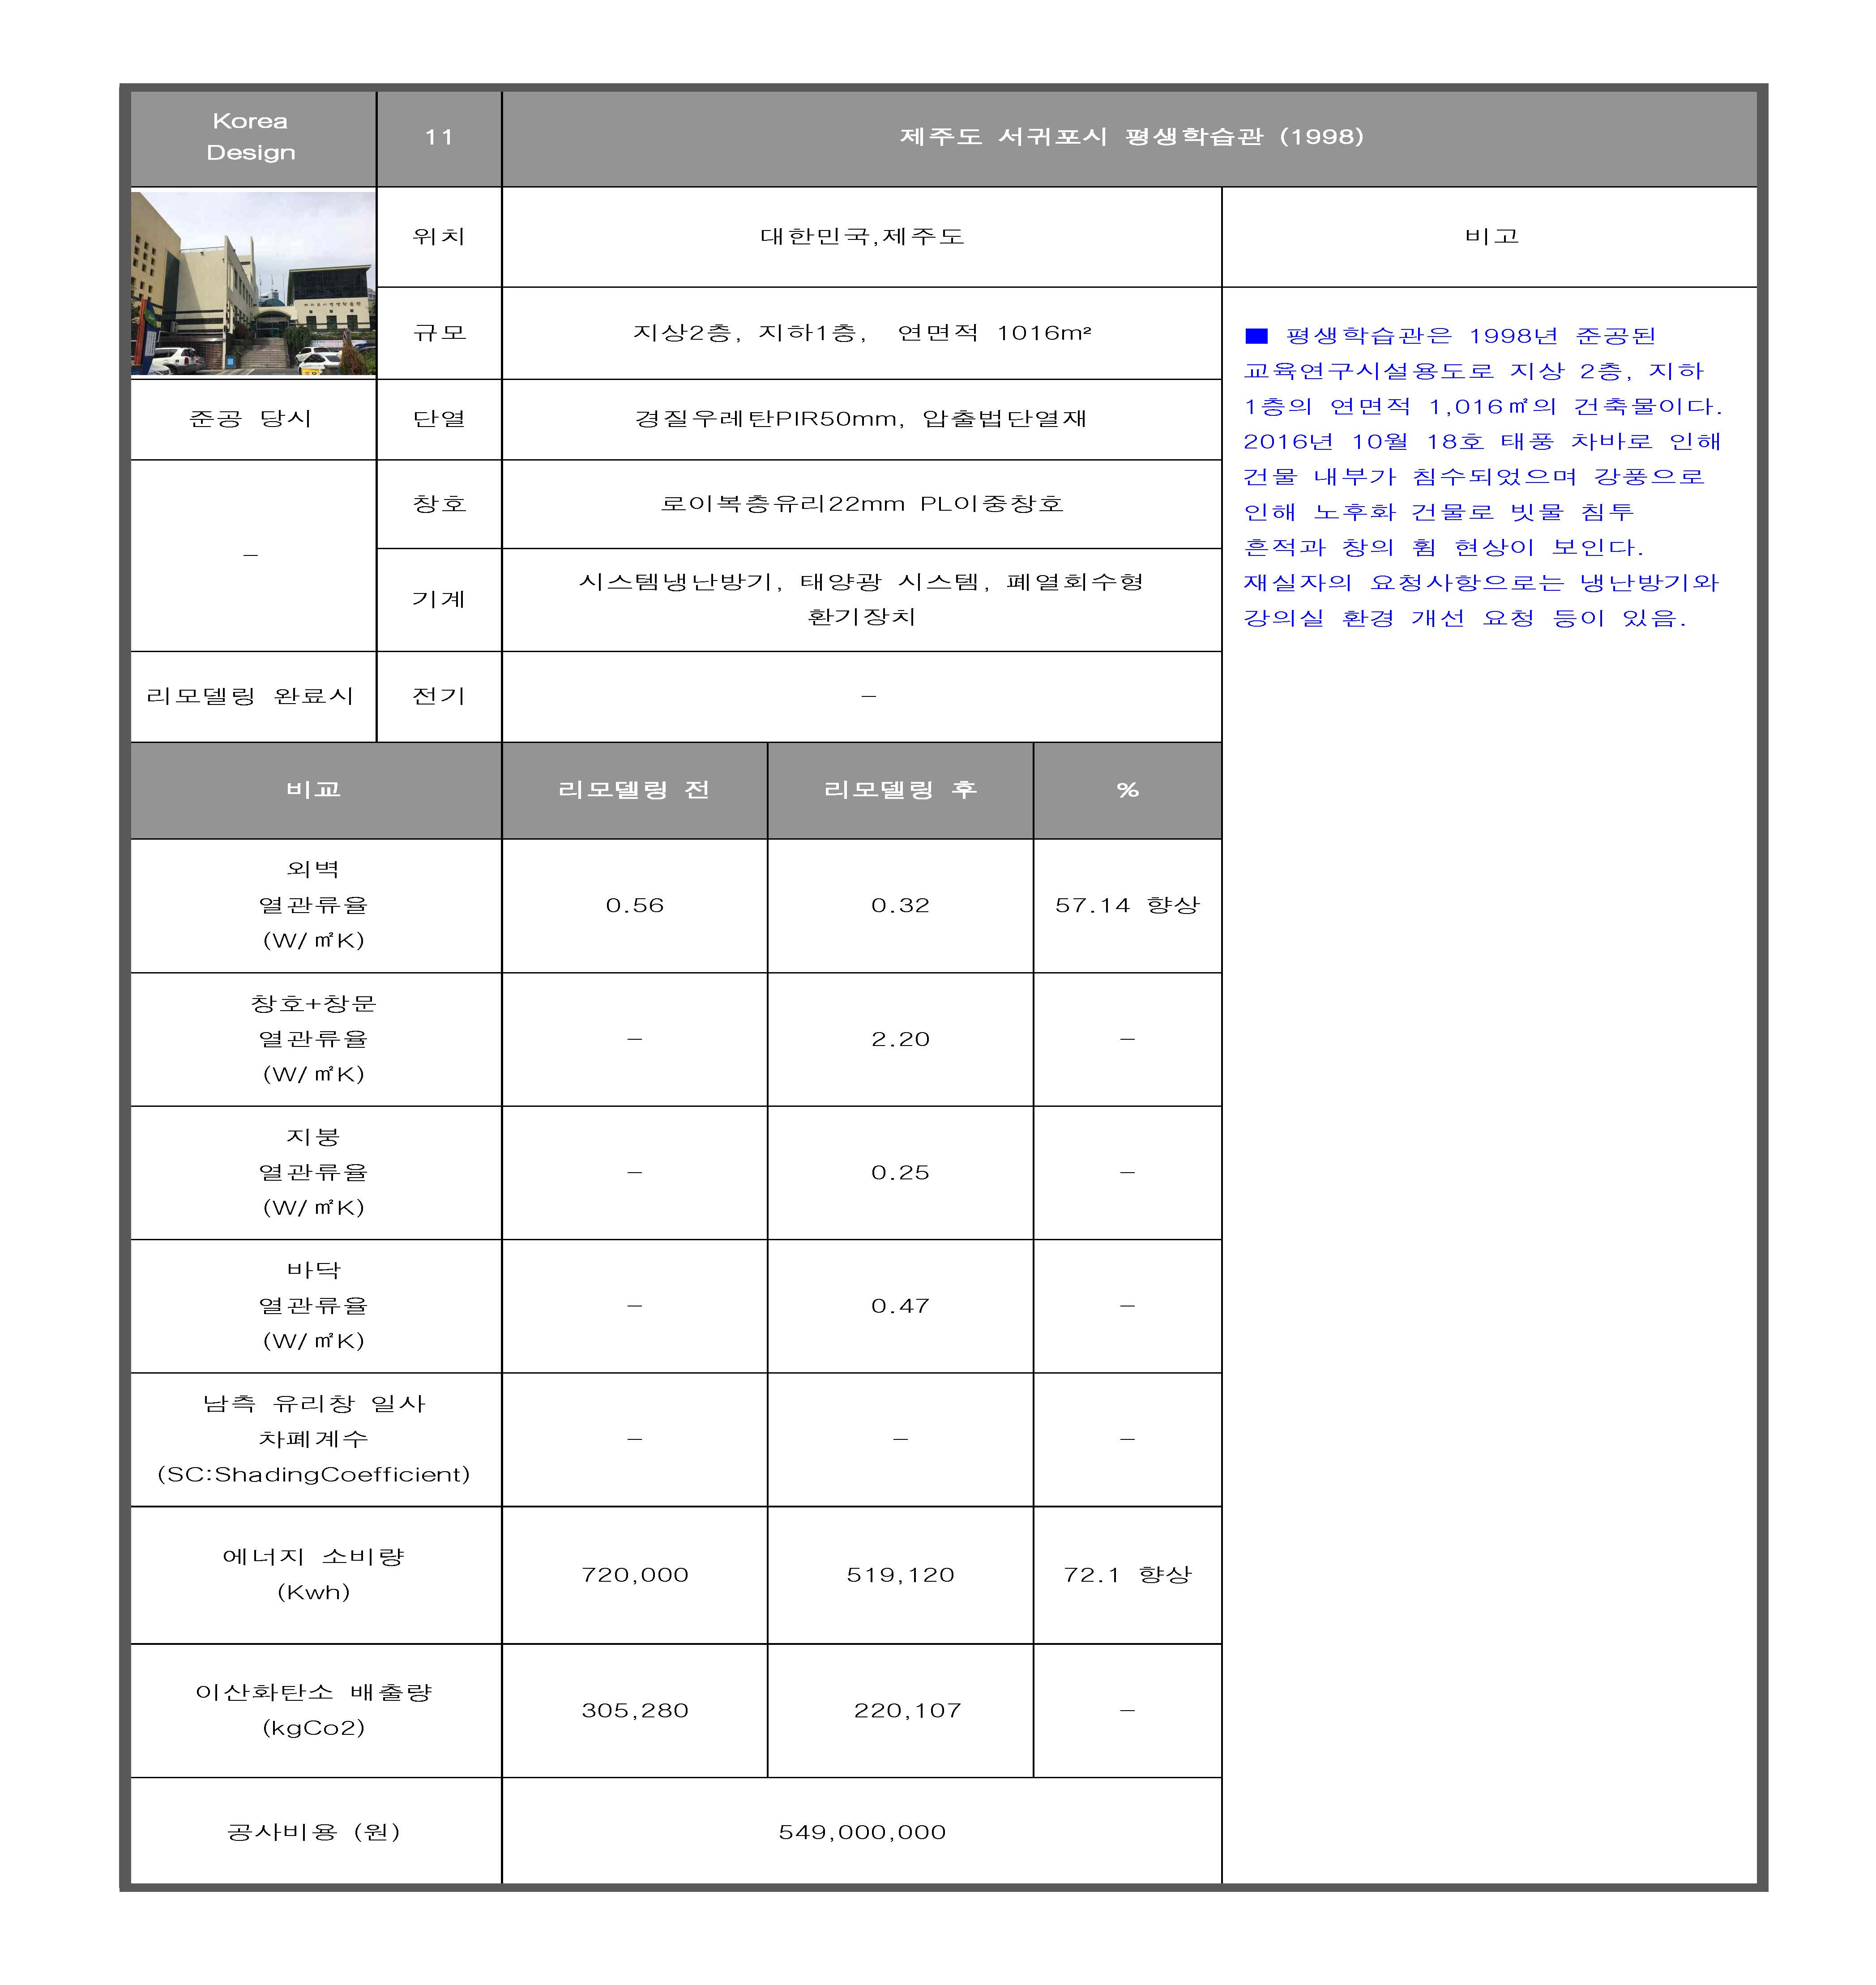 Korea
Design
11
제주도 서귀포시 평생학습관 (1998)
위치
대한민국,제주도
비고
규모
지상2층, 지하1층, 연면적 1016m²
준공 당시
단열
경질우레탄PIR50mm, 압출법단열재
–
창호
로이복층유리22mm PL이중창호
기계
시스템냉난방기, 태양광 시스템, 폐열회수형
환기장치
리모델링 완료시
전기
–
■ 평생학습관은 1998년 준공된
교육연구시설용도로 지상 2층, 지하
1층의 연면적 1,016㎡의 건축물이다.
2016년 10월 18호 태풍 차바로 인해
건물 내부가 침수되었으며 강풍으로
인해 노후화 건물로 빗물 침투
흔적과 창의 휨 현상이 보인다.
재실자의 요청사항으로는 냉난방기와
강의실 환경 개선 요청 등이 있음.
비교
리모델링 전
리모델링 후
%
외벽
열관류율
(W/㎡K)
0.56
0.32
57.14 향상
창호+창문
열관류율
(W/㎡K)
–
2.20
–
지붕
열관류율
(W/㎡K)
–
0.25
–
바닥
열관류율
(W/㎡K)
–
0.47
–
남측 유리창 일사
차폐계수
(SC:ShadingCoefficient)
–
–
–
에너지 소비량
(Kwh)
720,000
519,120
72.1 향상
이산화탄소 배출량
(kgCo2)
305,280
220,107
–
공사비용 (원)
549,000,000